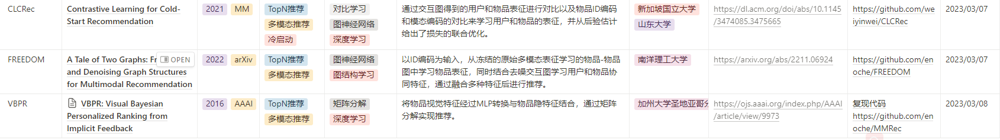 CLCRec
Contrastive Learning for Cold-
Start Recommendation
2021 MM
TopN推荐
多模态推荐
冷启动
对比学习
图神经网络
深度学习
通过交互图得到的用户和物品表征进行对比以及物品ID编码
和模态编码的对比来学习用户和物品的表征，并从后验估计
给出了损失的联合优化。
新加坡国立大学
山东大学
https://dl.acm.org/doi/abs/10.1145
/3474085.3475665
https://github.com/we
iyinwei/CLCRec
2023/03/07
FREEDOM
A Tale of Two Graphs: Fr
OPEN
and Denoising Graph Structures
for Multimodal Recommendation
2022 arXiv
TopN推荐
多模态推荐
图神经网络
图结构学习
以ID编码为输入，从冻结的原始多模态表征学习的物品-物品
图中学习物品表征，同时结合去噪交互图学习用户和物品协
同特征，通过融合多种特征后进行推荐。
南洋理工大学
https://arxiv.org/abs/2211.06924
https://github.com/en
oche/FREEDOM
2023/03/07
VBPR
VBPR: Visual Bayesian
Personalized Ranking from
Implicit Feedback
2016 AAAI
TopN推荐
多模态推荐
矩阵分解
深度学习
将物品视觉特征经过MLP转换与物品隐特征结合，通过矩阵
分解实现推荐。
加州大学圣地亚哥
https://ojs.aaai.org/index.php/AAAI
/article/view/9973
复现代码
https://github.com/en
oche/MMRec
2023/03/08